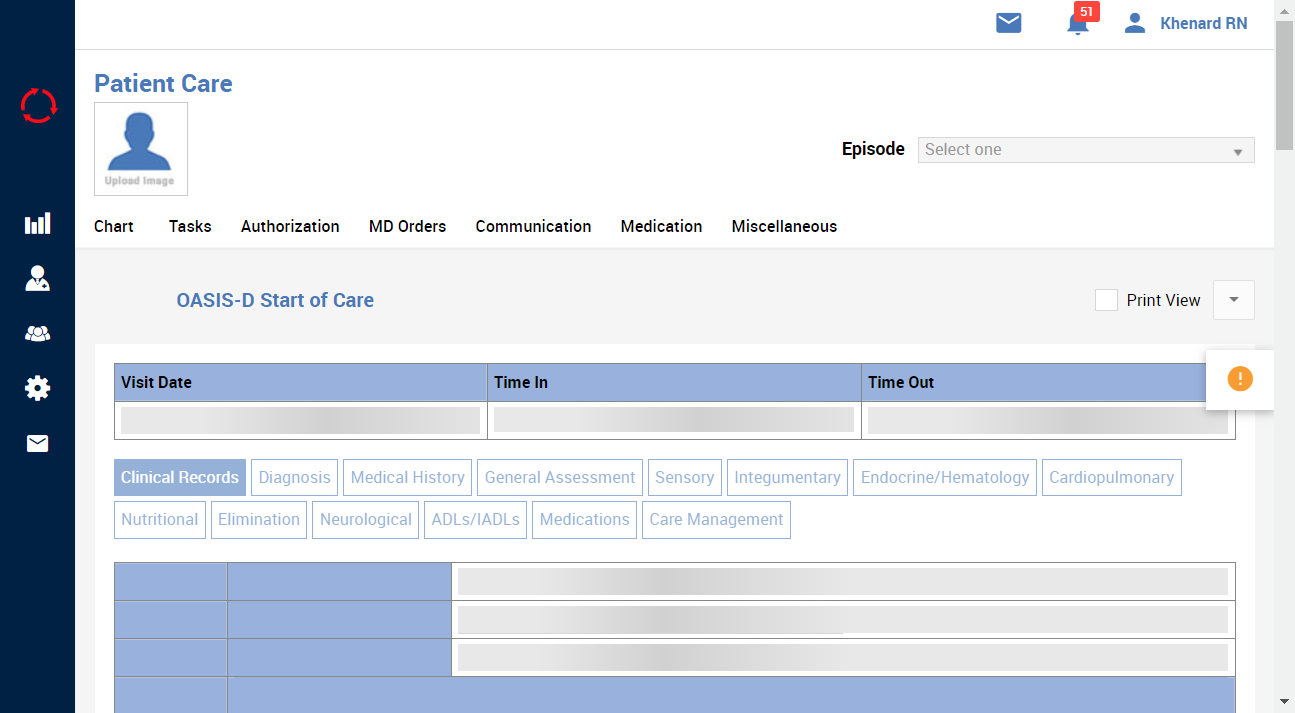 51
Khenard RN
Patient Care
Upload Image
Episode Select one
Chart Tasks Authorization MD Orders Communication Medication Miscellaneous
OASIS-D Start of Care Print View
Visit Date Time In Time Out
!
Clinical Records Diagnosis Medical History General Assessment Sensory Integumentary Endocrine/Hematology Cardiopulmonary
Nutritional Elimination Neurological ADLs/IADLs Medications Care Management